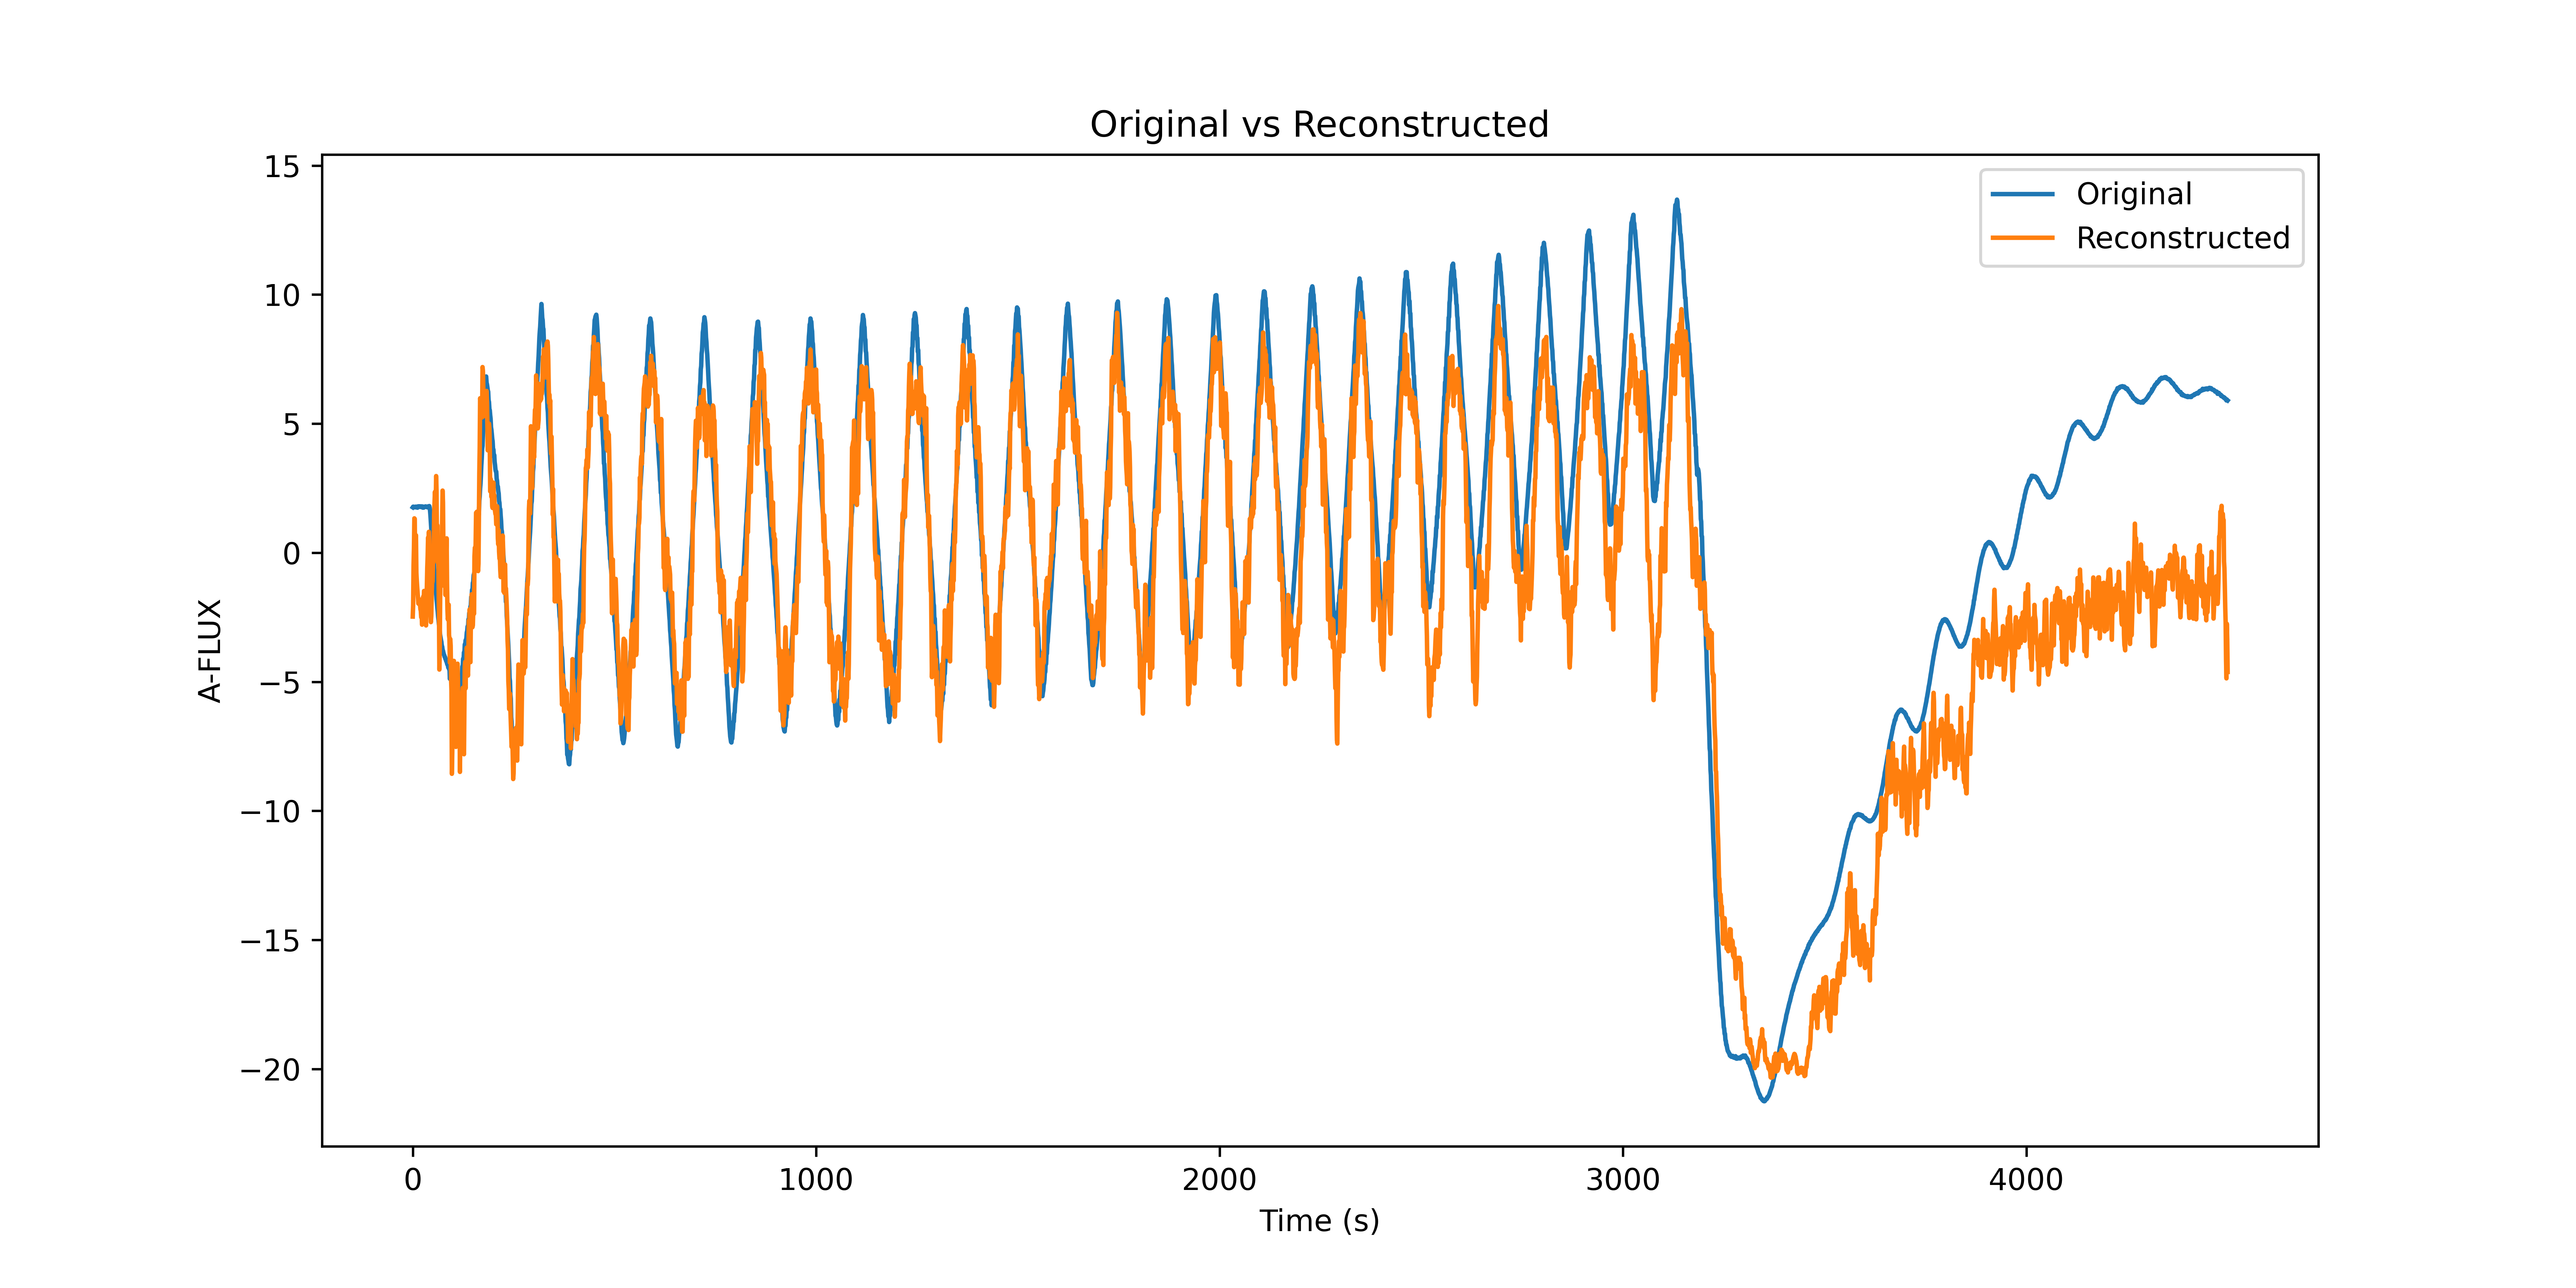 Original vs Reconstructed
Original
Reconstructed
15
10
5
0
−5
−10
−15
−20
A-FLUX
0 1000 2000 3000 4000
Time (s)